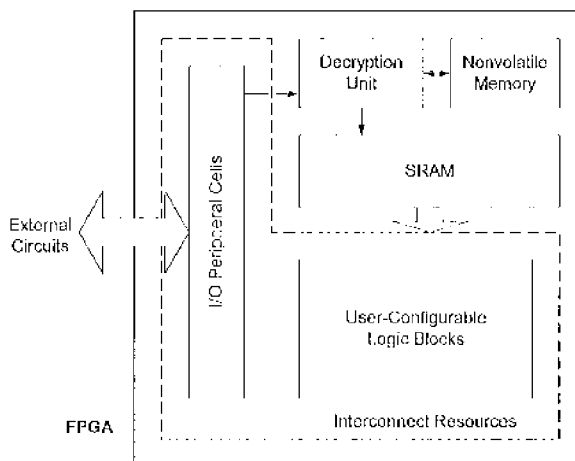 Decryption
Unit
Nonvolatile
Memory
SRAM
External
Circuits
I/O Peripheral Cells
User-Configurable
Logic Blocks
Interconnect Resources
FPGA